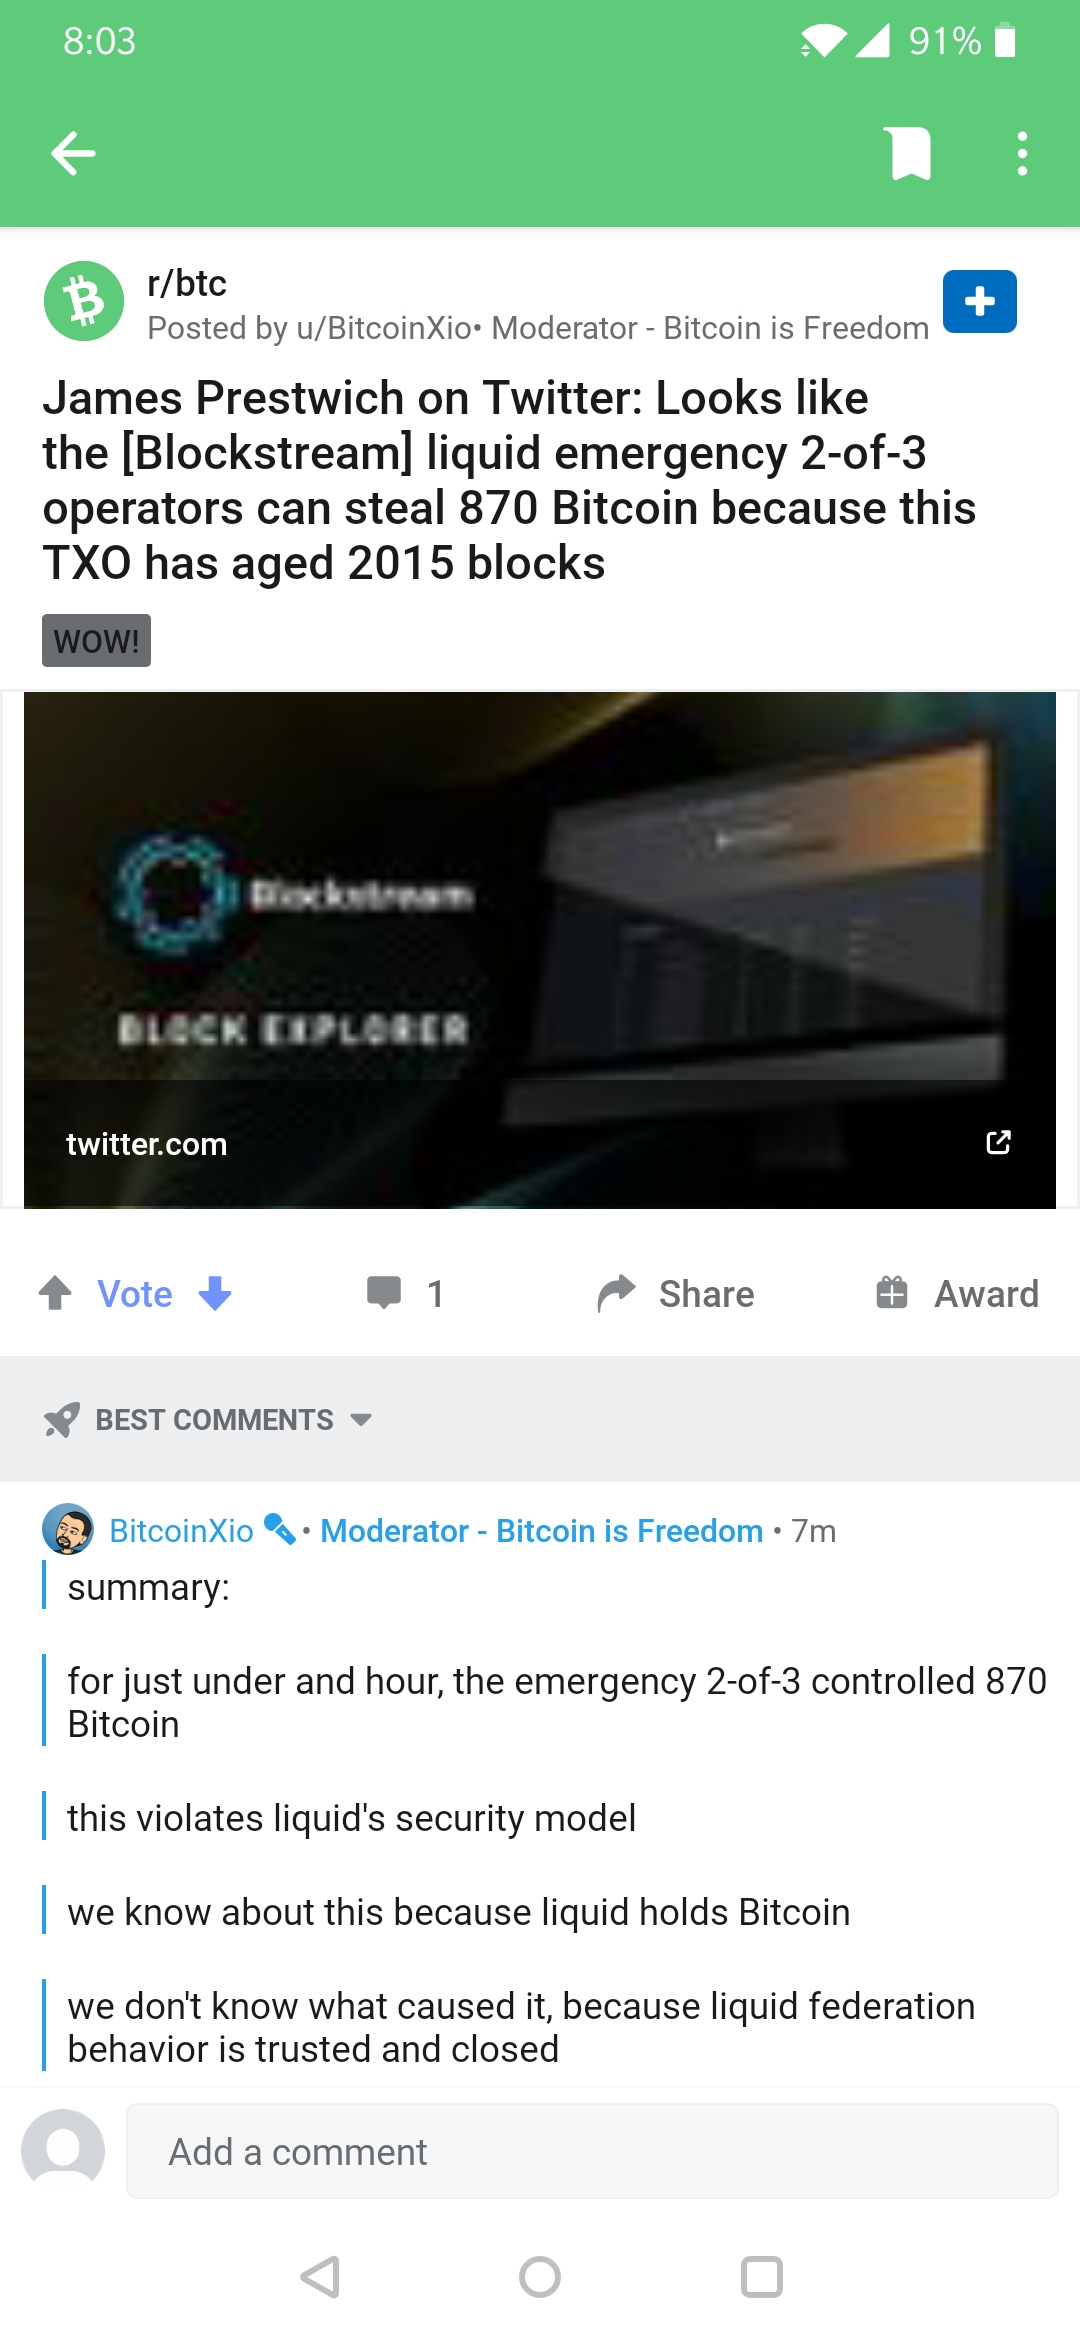 8:03
91%
r/btc
Posted by u/BitcoinXio• Moderator - Bitcoin is Freedom
James Prestwich on Twitter: Looks like
the [Blockstream] liquid emergency 2-of-3
operators can steal 870 Bitcoin because this
TXO has aged 2015 blocks
WOW!
Blockstream
BLOCK EXPLORER
twitter.com
Vote
1
Share
Award
BEST COMMENTS
BitcoinXio • Moderator - Bitcoin is Freedom • 7m
summary:
for just under and hour, the emergency 2-of-3 controlled 870
Bitcoin
this violates liquid's security model
we know about this because liquid holds Bitcoin
we don't know what caused it, because liquid federation
behavior is trusted and closed
Add a comment